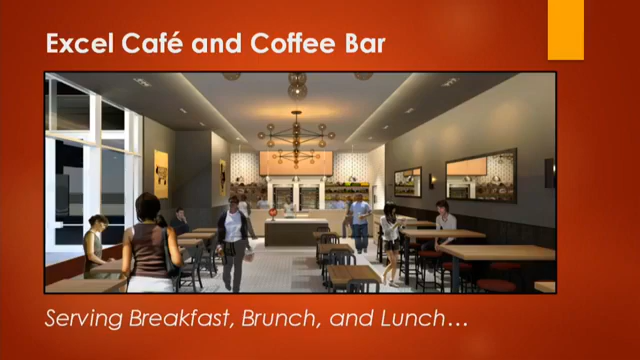 Excel Café and Coffee Bar
Serving Breakfast, Brunch, and Lunch…